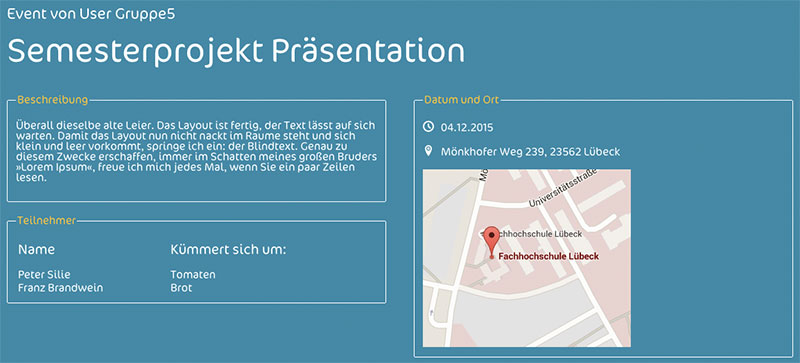 Event von User Gruppe5
Semesterprojekt Präsentation
Beschreibung
Überall dieselbe alte Leier. Das Layout ist fertig, der Text lässt auf sich
warten. Damit das Layout nun nicht nackt im Raume steht und sich
klein und leer vorkommt, springe ich ein: der Blindtext. Genau zu
diesem Zwecke erschaffen, immer im Schatten meines großen Bruders
»Lorem Ipsum«, freue ich mich jedes Mal, wenn Sie ein paar Zeilen
lesen.
Teilnehmer
Name Kümmert sich um:
Peter Sille Tomaten
Franz Brandwein Brot
Datum und Ort
04.12.2015
Mönkhofer Weg 239, 23562 Lübeck
Universitätsstraße
Lübeck
Fachhochschule Lübeck